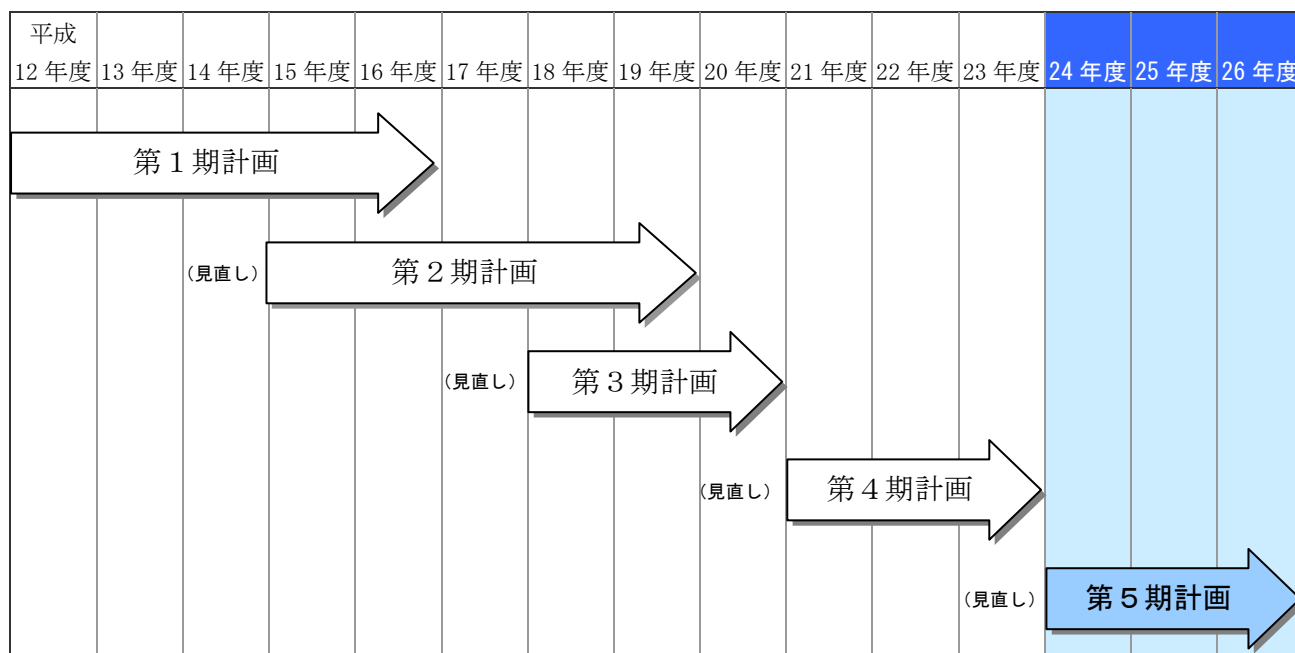 平成
12 年度 13 年度 14 年度 15 年度 16 年度 17 年度 18 年度 19 年度 20 年度 21 年度 22 年度 23 年度 24 年度 25 年度 26 年度
第１期計画
（見直し） 第２期計画
（見直し） 第３期計画
（見直し） 第４期計画
（見直し） 第５期計画